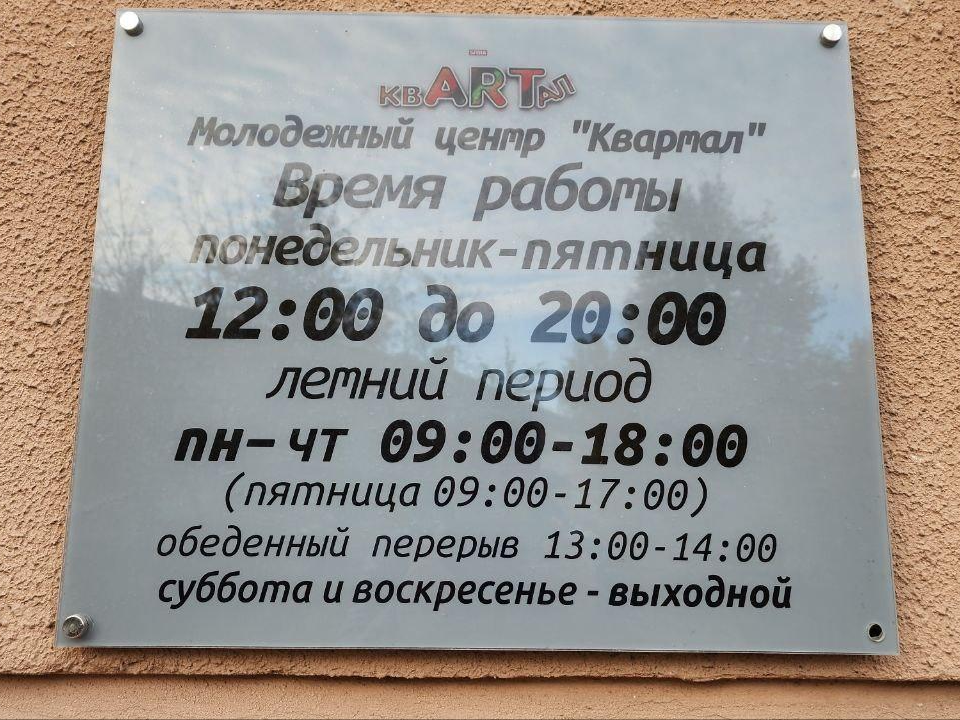 квARTал
Молодежный центр "Квартал"
Время работы
понедельник-пятница
12:00 до 20:00
летний период
пн-чт 09:00-18:00
(пятница 09:00-17:00)
обеденный перерыв 13:00-14:00
суббота и воскресенье - выходной